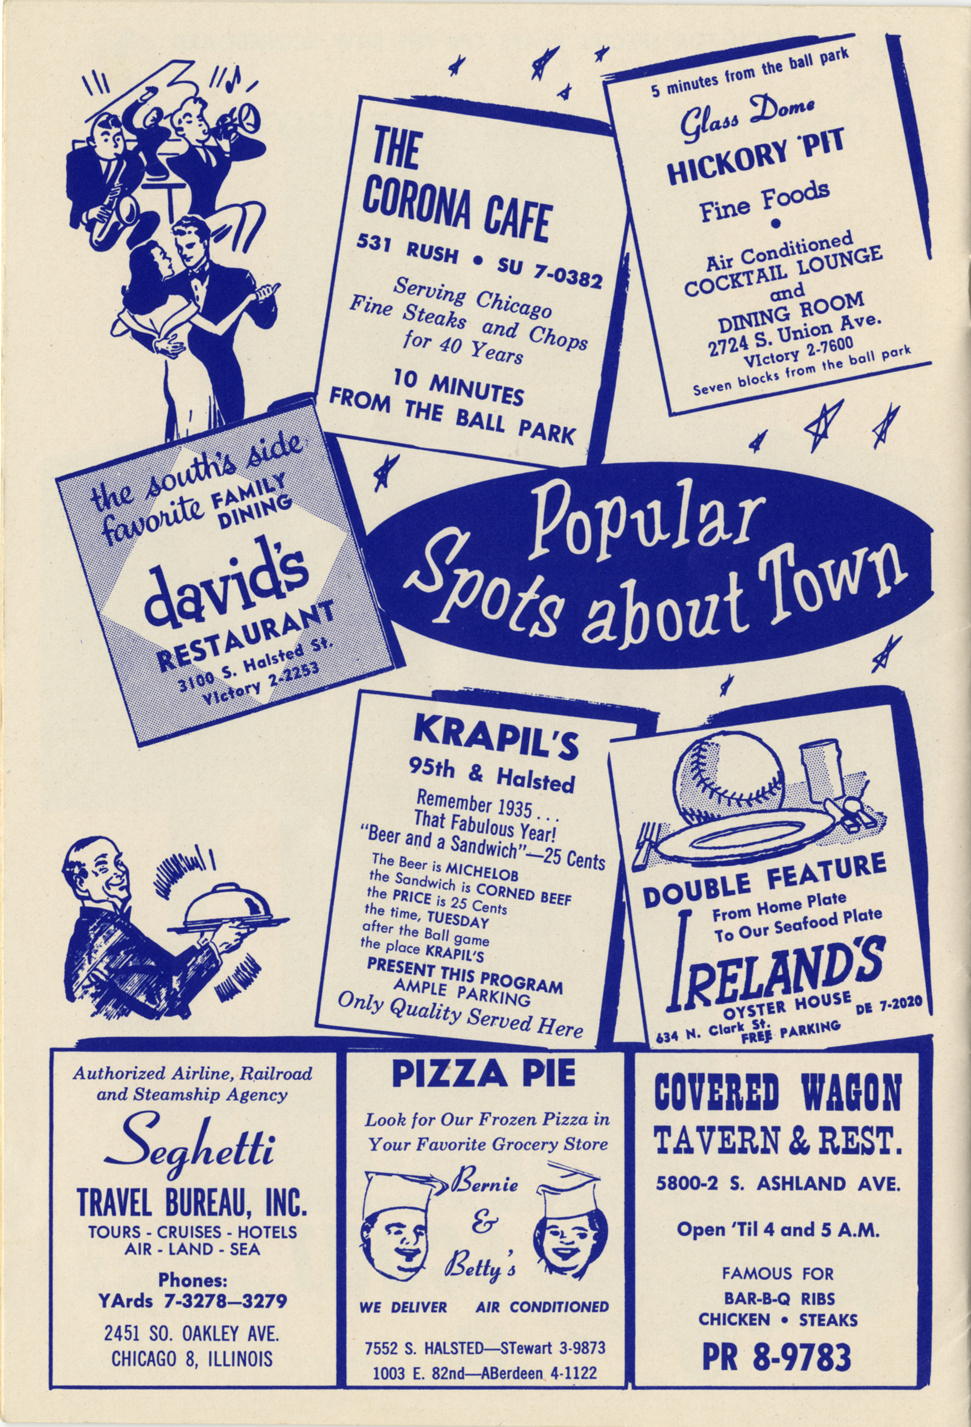 THE
CORONA CAFE
531 RUSH • SU 7-0382
Serving Chicago
Fine Steaks and Chops
for 40 Years
10 MINUTES
FROM THE BALL PARK
5 minutes from the ball park
Glass Dome
HICKORY PIT
Fine Foods
•
Air Conditioned
COCKTAIL LOUNGE
and
DINING ROOM
2724 S. Union Ave.
VIctory 2-7600
Seven blocks from the ball park
the south's side
favorite FAMILY
DINING
david's
RESTAURANT
3100 S. Halsted St.
VIctory 2-2253
Popular
Spots about Town
KRAPIL'S
95th & Halsted
Remember 1935 . . .
That Fabulous Year!
"Beer and a Sandwich"—25 Cents
The Beer is MICHELOB
the Sandwich is CORNED BEEF
the PRICE is 25 Cents
the time, TUESDAY
after the Ball game
the place KRAPIL'S
PRESENT THIS PROGRAM
AMPLE PARKING
Only Quality Served Here
DOUBLE FEATURE
From Home Plate
To Our Seafood Plate
IRELAND'S
OYSTER HOUSE
634 N. Clark St. DE 7-2020
FREE PARKING
Authorized Airline, Railroad
and Steamship Agency
Seghetti
TRAVEL BUREAU, INC.
TOURS - CRUISES - HOTELS
AIR - LAND - SEA
Phones:
YArds 7-3278—3279
2451 SO. OAKLEY AVE.
CHICAGO 8, ILLINOIS
PIZZA PIE
Look for Our Frozen Pizza in
Your Favorite Grocery Store
Bernie
&
Betty's
WE DELIVER AIR CONDITIONED
7552 S. HALSTED—STewart 3-9873
1003 E. 82nd—ABerdeen 4-1122
COVERED WAGON
TAVERN & REST.
5800-2 S. ASHLAND AVE.
Open 'Til 4 and 5 A.M.
FAMOUS FOR
BAR-B-Q RIBS
CHICKEN • STEAKS
PR 8-9783